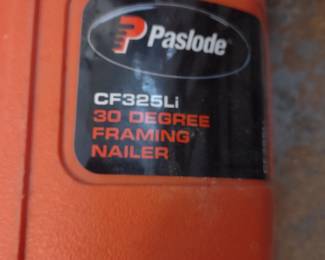 Paslode
CF325Li
30 DEGREE
FRAMING
NAILER